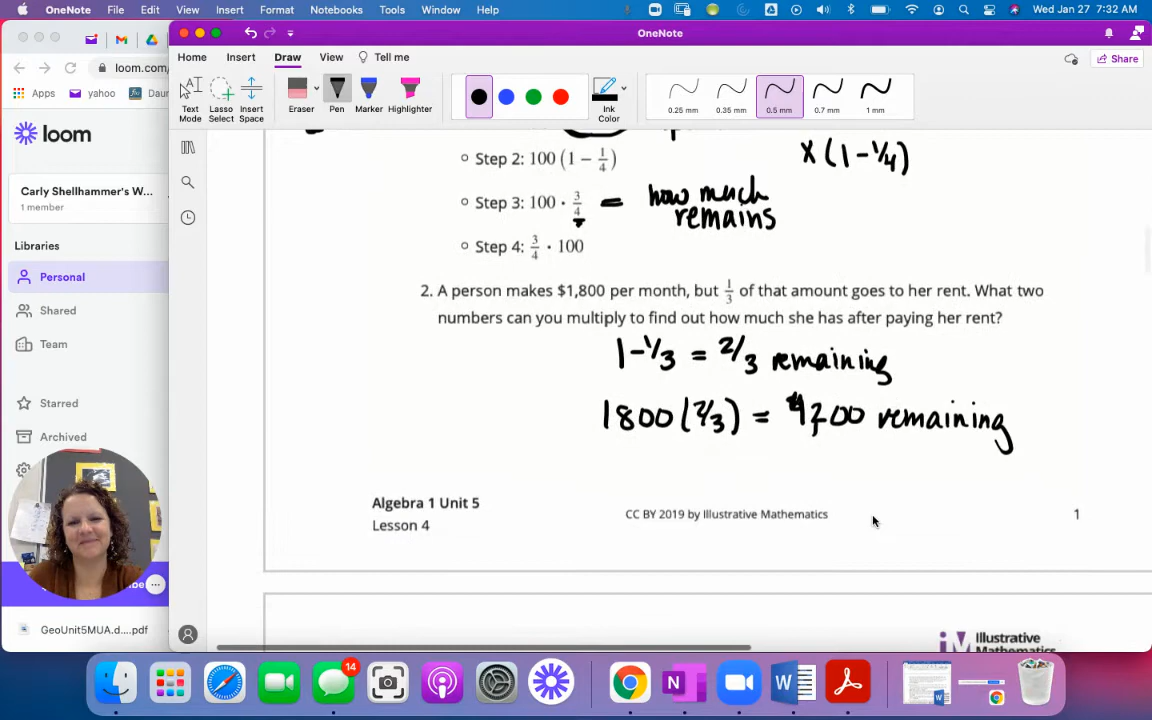 OneNote File Edit View Insert Format Notebooks Tools Window Help Wed Jan 27 7:32 AM
OneNote
loom.com/
Home Insert Draw View Tell me Share
Apps yahoo Daur
Text Mode Lasso Select Insert Space Eraser Pen Marker Highlighter Ink Color 0.25 mm 0.35 mm 0.5 mm 0.7 mm 1 mm
loom
Carly Shellhammer's W...
1 member
Libraries
Personal
Shared
Team
Starred
Archived
Step 2: 100 (1 − 1/4) x (1-1/4)
Step 3: 100 · 3/4 = how much remains
Step 4: 3/4 · 100
2. A person makes $1,800 per month, but 1/3 of that amount goes to her rent. What two
numbers can you multiply to find out how much she has after paying her rent?
1-1/3 = 2/3 remaining
1800(2/3) = $1200 remaining
Algebra 1 Unit 5
Lesson 4
CC BY 2019 by Illustrative Mathematics 1
Illustrative
Mathematics
GeoUnit5MUA.d....pdf
14